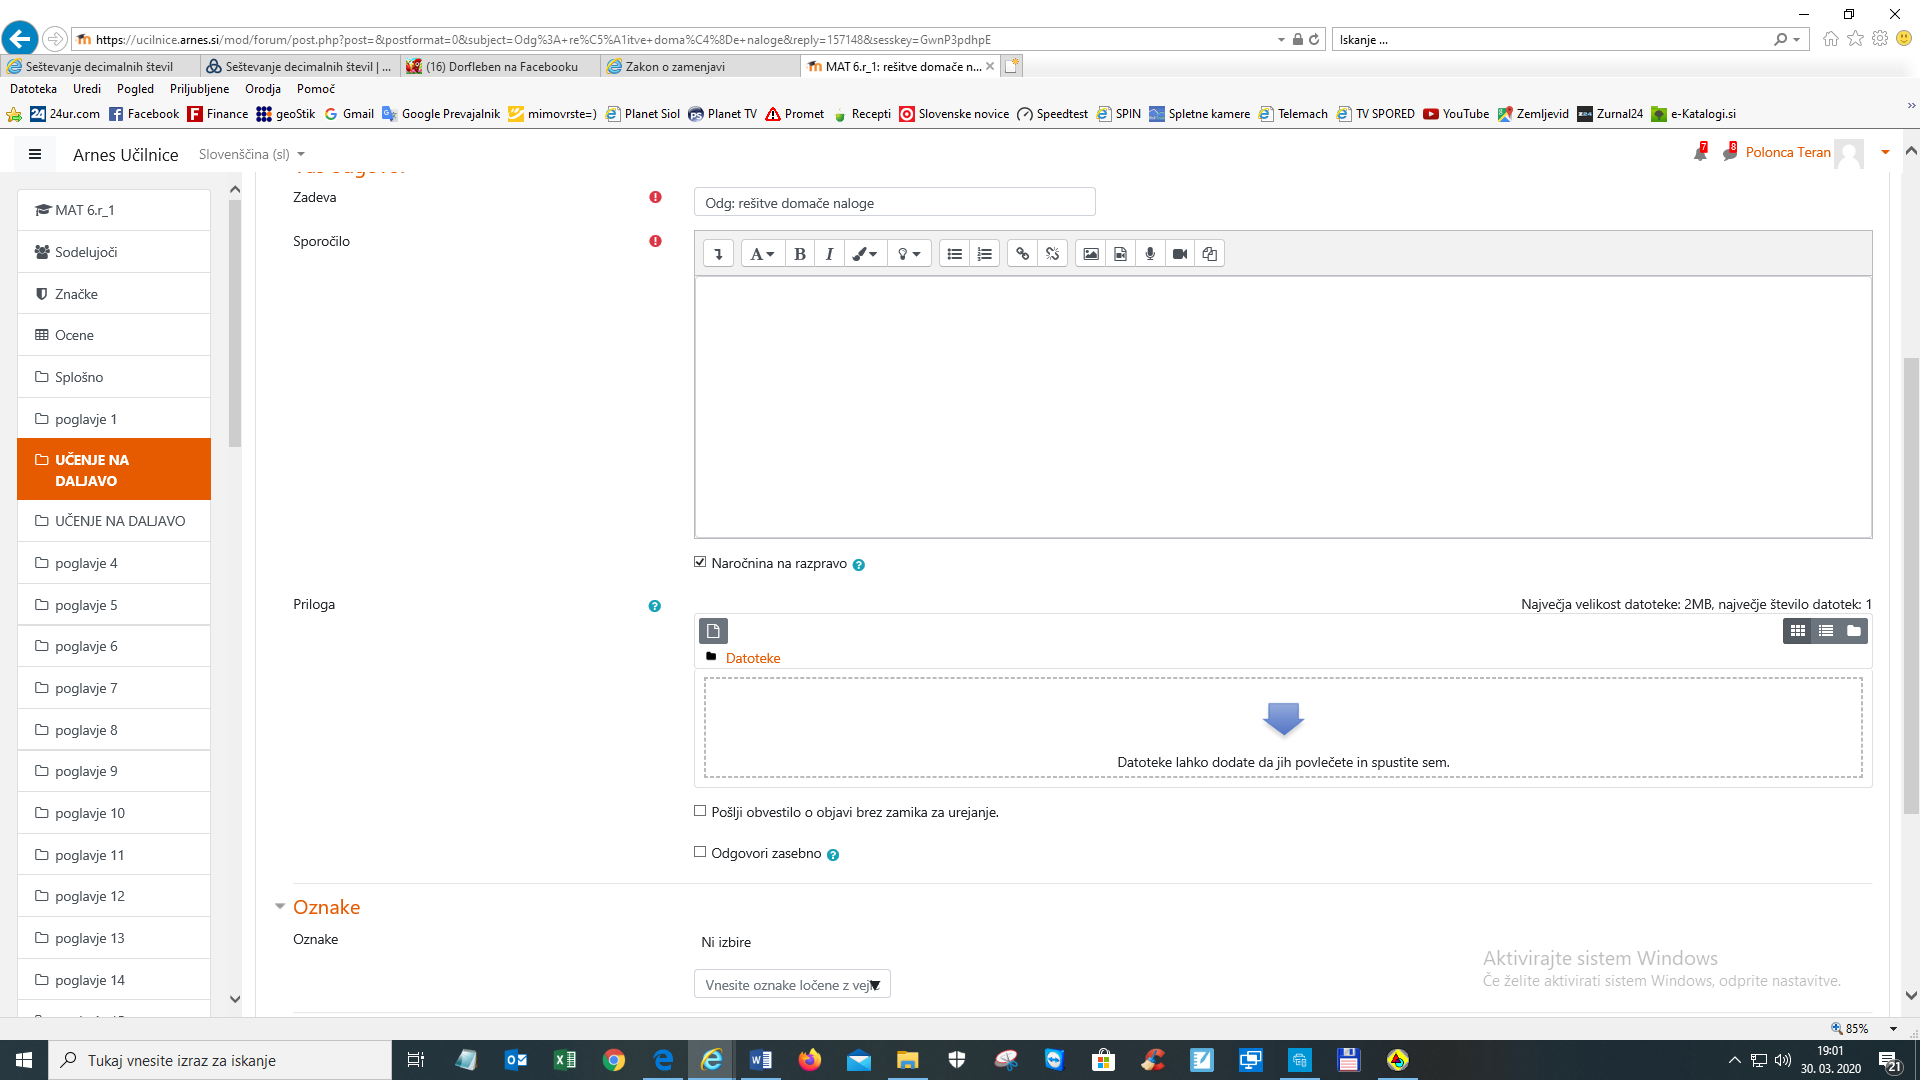 https://ucilnice.arnes.si/mod/forum/post.php?post=&postformat=0&subject=Odg%3A+re%C5%A1itve+doma%C4%8De+naloge&reply=157148&sesskey=GwnP3pdhpE
Iskanje ...
Seštevanje decimalnih števil
Seštevanje decimalnih števil | ...
(16) Dorfleben na Facebooku
Zakon o zamenjavi
MAT 6.r_1: rešitve domače n...
Datoteka Uredi Pogled Priljubljene Orodja Pomoč
24ur.com Facebook Finance geoStik Gmail Google Prevajalnik mimovrste=) Planet Siol Planet TV Promet Recepti Slovenske novice Speedtest SPIN Spletne kamere Telemach TV SPORED YouTube Zemljevid Zurnal24 e-Katalogi.si
Arnes Učilnice Slovenščina (sl) 7 8 Polonca Teran
MAT 6.r_1
Sodelujoči
Značke
Ocene
Splošno
poglavje 1
UČENJE NA
DALJAVO
UČENJE NA DALJAVO
poglavje 4
poglavje 5
poglavje 6
poglavje 7
poglavje 8
poglavje 9
poglavje 10
poglavje 11
poglavje 12
poglavje 13
poglavje 14
Zadeva
Odg: rešitve domače naloge
Sporočilo
Naročnina na razpravo
Priloga
Največja velikost datoteke: 2MB, največje število datotek: 1
Datoteke
Datoteke lahko dodate da jih povlečete in spustite sem.
Pošlji obvestilo o objavi brez zamika za urejanje.
Odgovori zasebno
Oznake
Oznake
Ni izbire
Vnesite oznake ločene z veji
Aktivirajte sistem Windows
Če želite aktivirati sistem Windows, odprite nastavitve.
85%
Tukaj vnesite izraz za iskanje
19:01
30. 03. 2020
21